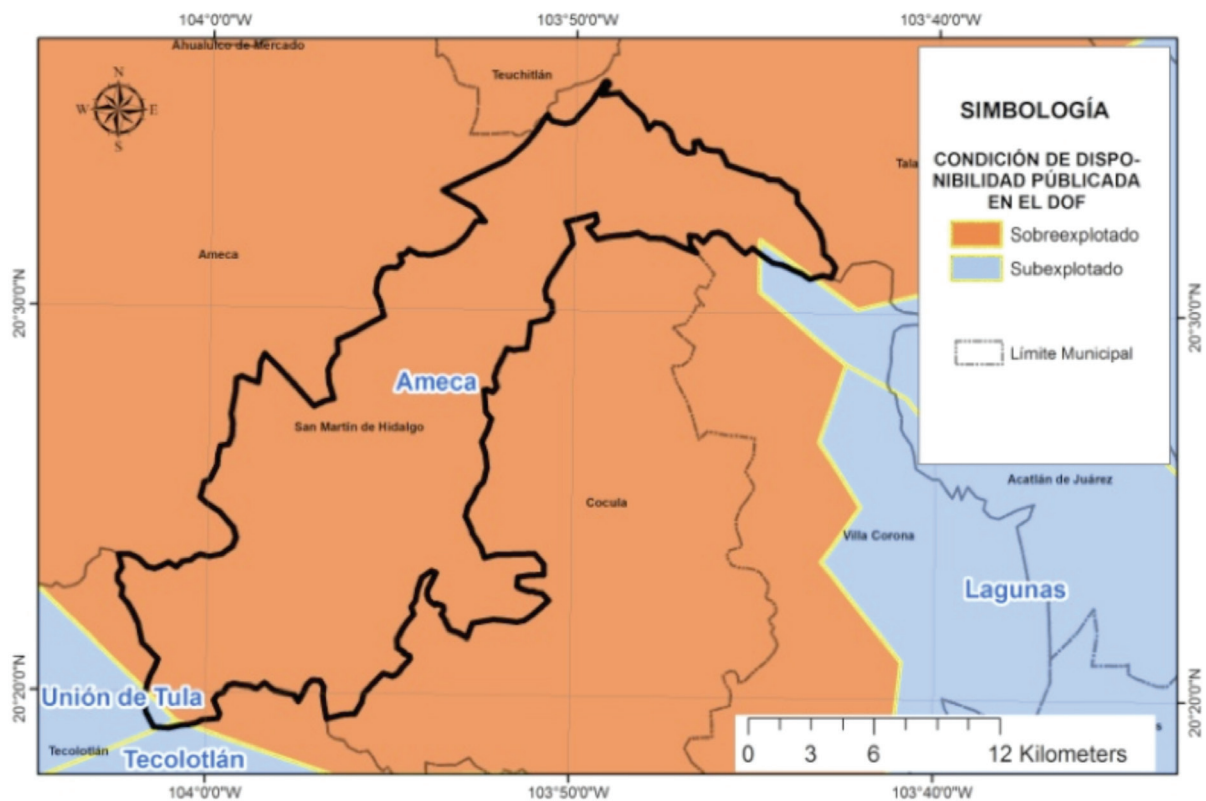 104°0'0"W
103°50'0"W
103°40'0"W
Ahualulco de Mercado
Teuchitlán
N
W
E
S
Tala
SIMBOLOGÍA
CONDICIÓN DE DISPO-
NIBILIDAD PÚBLICADA
EN EL DOF
Sobreexplotado
Subexplotado
Límite Municipal
Ameca
20°30'0"N
20°30'0"N
Ameca
San Martín de Hidalgo
Cocula
Acatlán de Juárez
Villa Corona
Lagunas
20°20'0"N
20°20'0"N
Unión de Tula
Tecolotlán
Tecolotlán
0
3
6
12 Kilometers
104°0'0"W
103°50'0"W
103°40'0"W